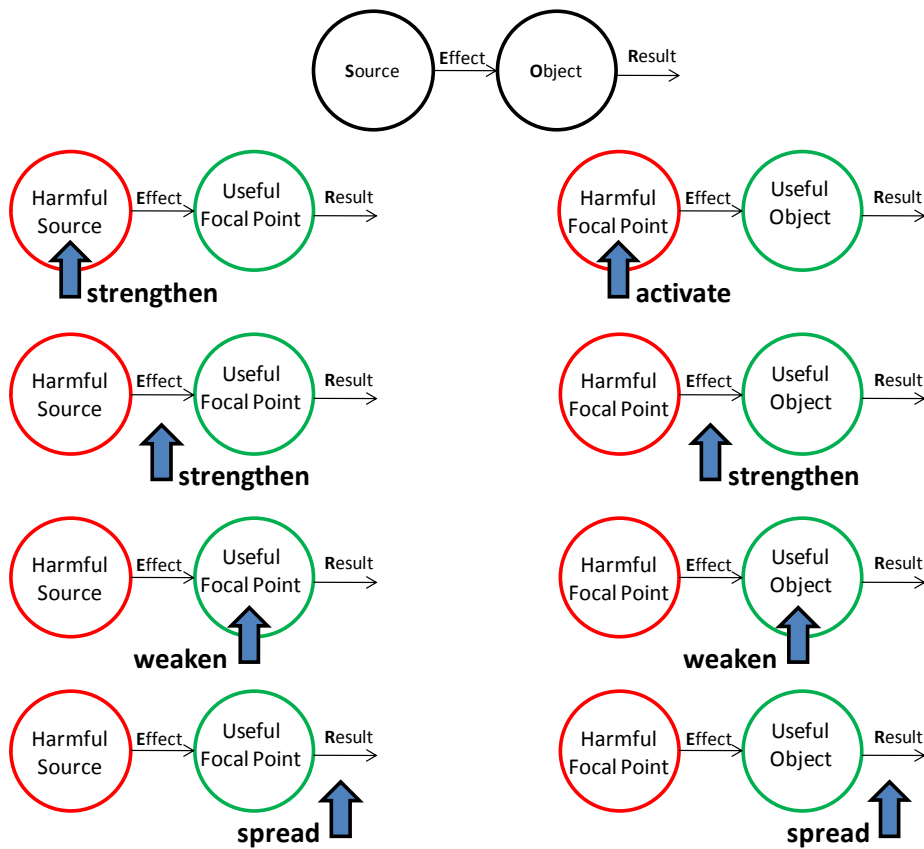 Source Effect Object Result
Harmful Source Effect Useful Focal Point Result
strengthen
Harmful Focal Point Effect Useful Object Result
activate
Harmful Source Effect Useful Focal Point Result
strengthen
Harmful Focal Point Effect Useful Object Result
strengthen
Harmful Source Effect Useful Focal Point Result
weaken
Harmful Focal Point Effect Useful Object Result
weaken
Harmful Source Effect Useful Focal Point Result
spread
Harmful Focal Point Effect Useful Object Result
spread